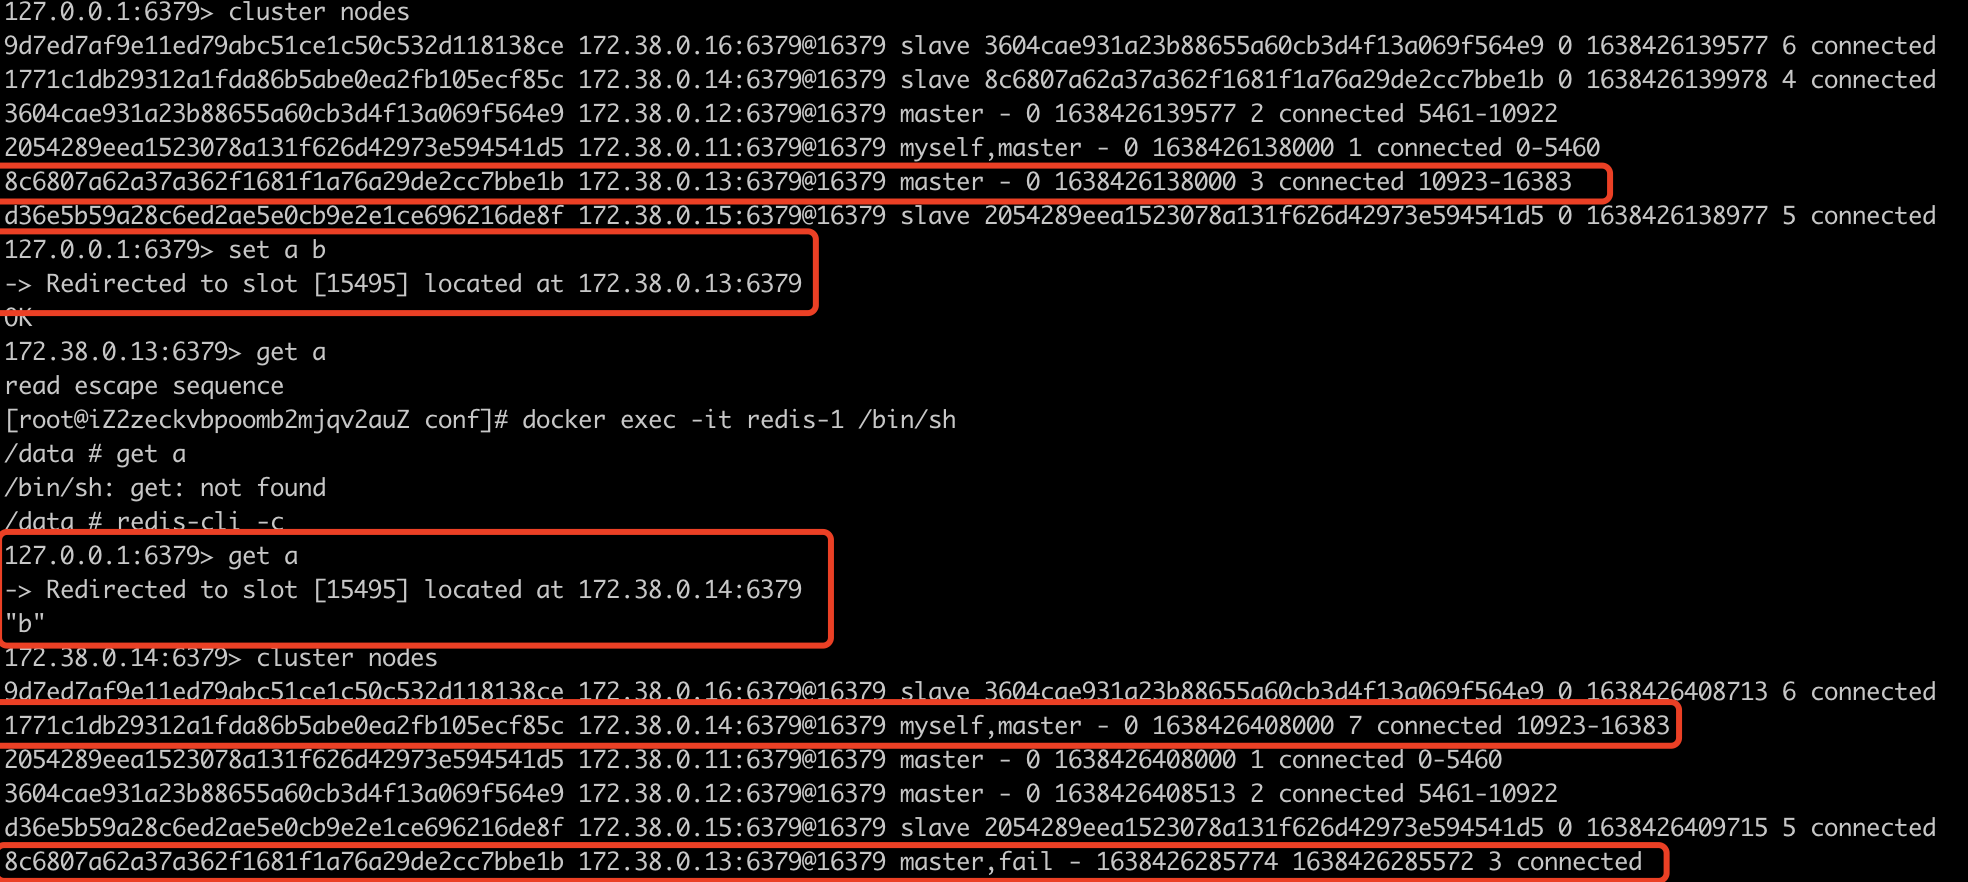 127.0.0.1:6379> cluster nodes
9d7ed7af9e11ed79abc51ce1c50c532d118138ce 172.38.0.16:6379@16379 slave 3604cae931a23b88655a60cb3d4f13a069f564e9 0 1638426139577 6 connected
1771c1db29312a1fda86b5abe0ea2fb105ecf85c 172.38.0.14:6379@16379 slave 8c6807a62a37a362f1681f1a76a29de2cc7bbe1b 0 1638426139978 4 connected
3604cae931a23b88655a60cb3d4f13a069f564e9 172.38.0.12:6379@16379 master - 0 1638426139577 2 connected 5461-10922
2054289eea1523078a131f626d42973e594541d5 172.38.0.11:6379@16379 myself,master - 0 1638426138000 1 connected 0-5460
8c6807a62a37a362f1681f1a76a29de2cc7bbe1b 172.38.0.13:6379@16379 master - 0 1638426138000 3 connected 10923-16383
d36e5b59a28c6ed2ae5e0cb9e2e1ce696216de8f 172.38.0.15:6379@16379 slave 2054289eea1523078a131f626d42973e594541d5 0 1638426138977 5 connected
127.0.0.1:6379> set a b
-> Redirected to slot [15495] located at 172.38.0.13:6379
OK
172.38.0.13:6379> get a
read escape sequence
[root@iZ2zeckvbpoomb2mjqv2auZ conf]# docker exec -it redis-1 /bin/sh
/data # get a
/bin/sh: get: not found
/data # redis-cli -c
127.0.0.1:6379> get a
-> Redirected to slot [15495] located at 172.38.0.14:6379
"b"
172.38.0.14:6379> cluster nodes
9d7ed7af9e11ed79abc51ce1c50c532d118138ce 172.38.0.16:6379@16379 slave 3604cae931a23b88655a60cb3d4f13a069f564e9 0 1638426408713 6 connected
1771c1db29312a1fda86b5abe0ea2fb105ecf85c 172.38.0.14:6379@16379 myself,master - 0 1638426408000 7 connected 10923-16383
2054289eea1523078a131f626d42973e594541d5 172.38.0.11:6379@16379 master - 0 1638426408000 1 connected 0-5460
3604cae931a23b88655a60cb3d4f13a069f564e9 172.38.0.12:6379@16379 master - 0 1638426408513 2 connected 5461-10922
d36e5b59a28c6ed2ae5e0cb9e2e1ce696216de8f 172.38.0.15:6379@16379 slave 2054289eea1523078a131f626d42973e594541d5 0 1638426409715 5 connected
8c6807a62a37a362f1681f1a76a29de2cc7bbe1b 172.38.0.13:6379@16379 master,fail - 1638426285774 1638426285572 3 connected